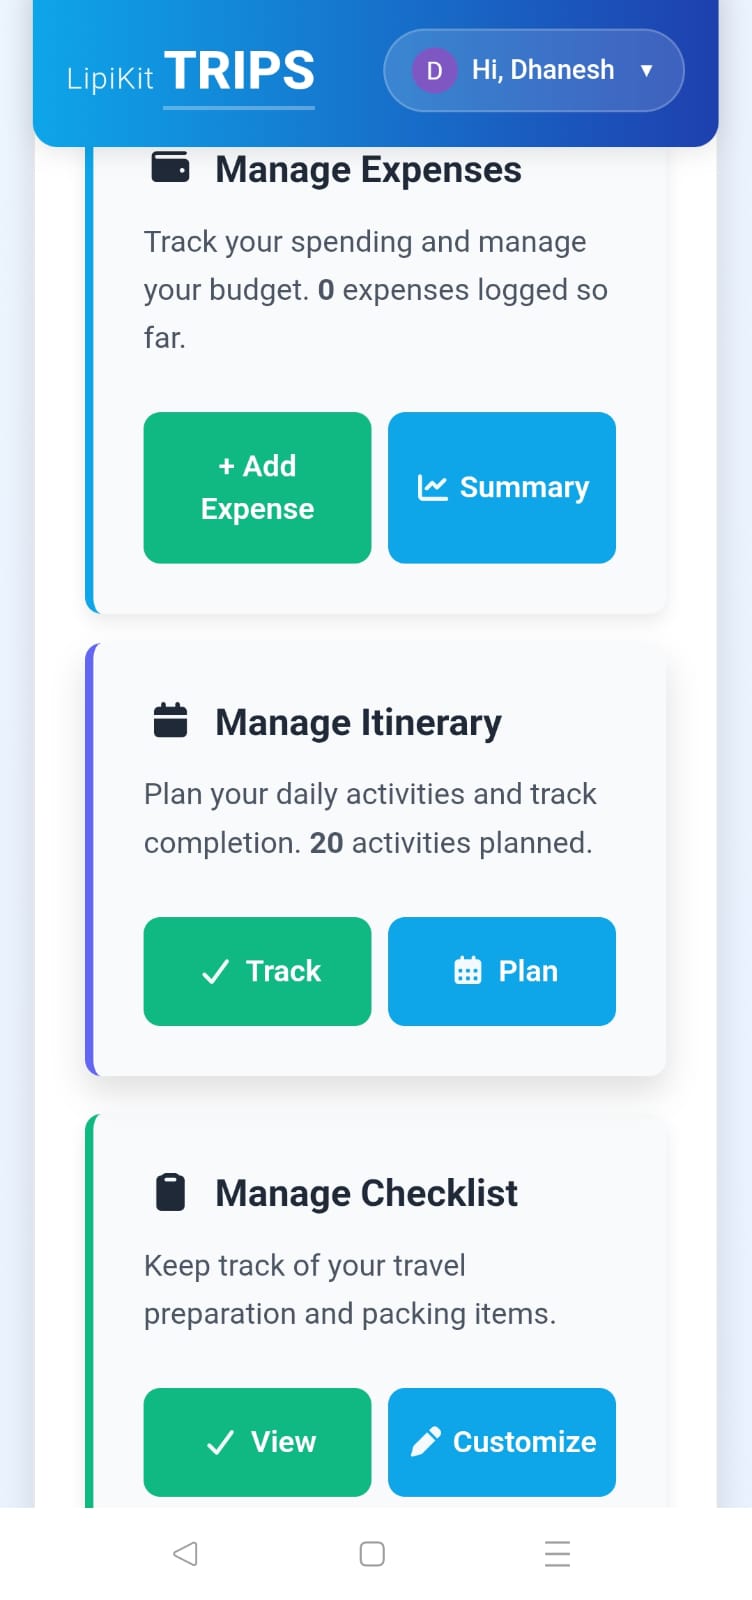 LipiKit TRIPS
D Hi, Dhanesh ▼
Manage Expenses
Track your spending and manage
your budget. 0 expenses logged so
far.
+ Add
Expense
Summary
Manage Itinerary
Plan your daily activities and track
completion. 20 activities planned.
Track
Plan
Manage Checklist
Keep track of your travel
preparation and packing items.
View
Customize